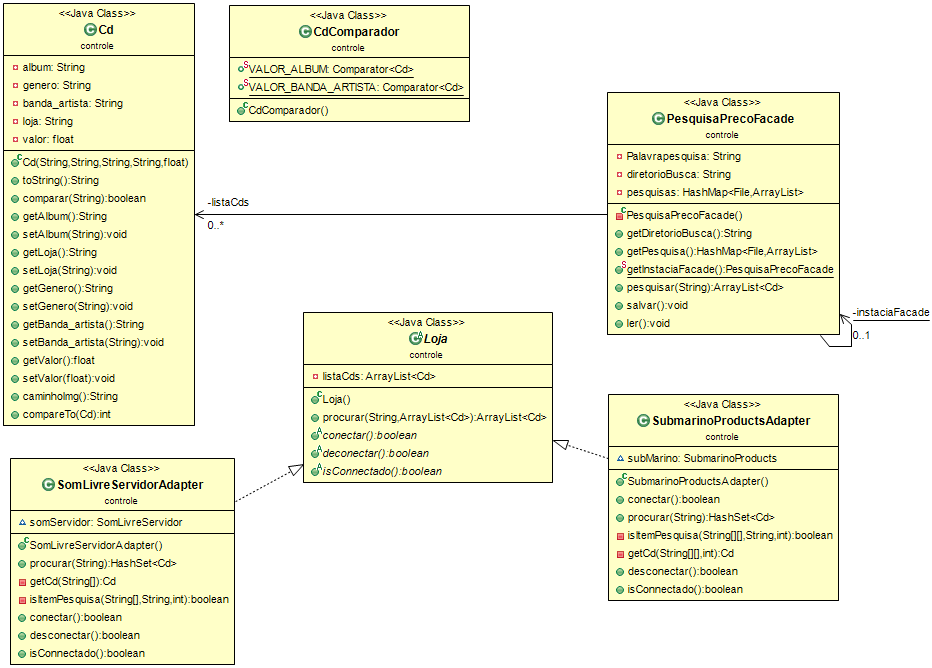 <<Java Class>>
Cd
controle
album: String
genero: String
banda_artista: String
loja: String
valor: float
Cd(String,String,String,String,float)
toString():String
comparar(String):boolean
getAlbum():String
setAlbum(String):void
getLoja():String
setLoja(String):void
getGenero():String
setGenero(String):void
getBanda_artista():String
setBanda_artista(String):void
getValor():float
setValor(float):void
caminhoImg():String
compareTo(Cd):int
<<Java Class>>
CdComparador
controle
VALOR_ALBUM: Comparator<Cd>
VALOR_BANDA_ARTISTA: Comparator<Cd>
CdComparador()
<<Java Class>>
PesquisaPrecoFacade
controle
Palavrapesquisa: String
diretorioBusca: String
pesquisas: HashMap<File,ArrayList>
PesquisaPrecoFacade()
getDiretorioBusca():String
getPesquisa():HashMap<File,ArrayList>
getInstaciaFacade():PesquisaPrecoFacade
pesquisar(String):ArrayList<Cd>
salvar():void
ler():void
-listaCds
0..*
-instaciaFacade
0..1
<<Java Class>>
Loja
controle
listaCds: ArrayList<Cd>
Loja()
procurar(String,ArrayList<Cd>):ArrayList<Cd>
conectar():boolean
deconectar():boolean
isConnectado():boolean
<<Java Class>>
SubmarinoProductsAdapter
controle
subMarino: SubmarinoProducts
SubmarinoProductsAdapter()
conectar():boolean
procurar(String):HashSet<Cd>
isItemPesquisa(String[][],String,int):boolean
getCd(String[][],int):Cd
desconectar():boolean
isConnectado():boolean
<<Java Class>>
SomLivreServidorAdapter
controle
somServidor: SomLivreServidor
SomLivreServidorAdapter()
procurar(String):HashSet<Cd>
getCd(String[]):Cd
isItemPesquisa(String[],String,int):boolean
conectar():boolean
desconectar():boolean
isConnectado():boolean